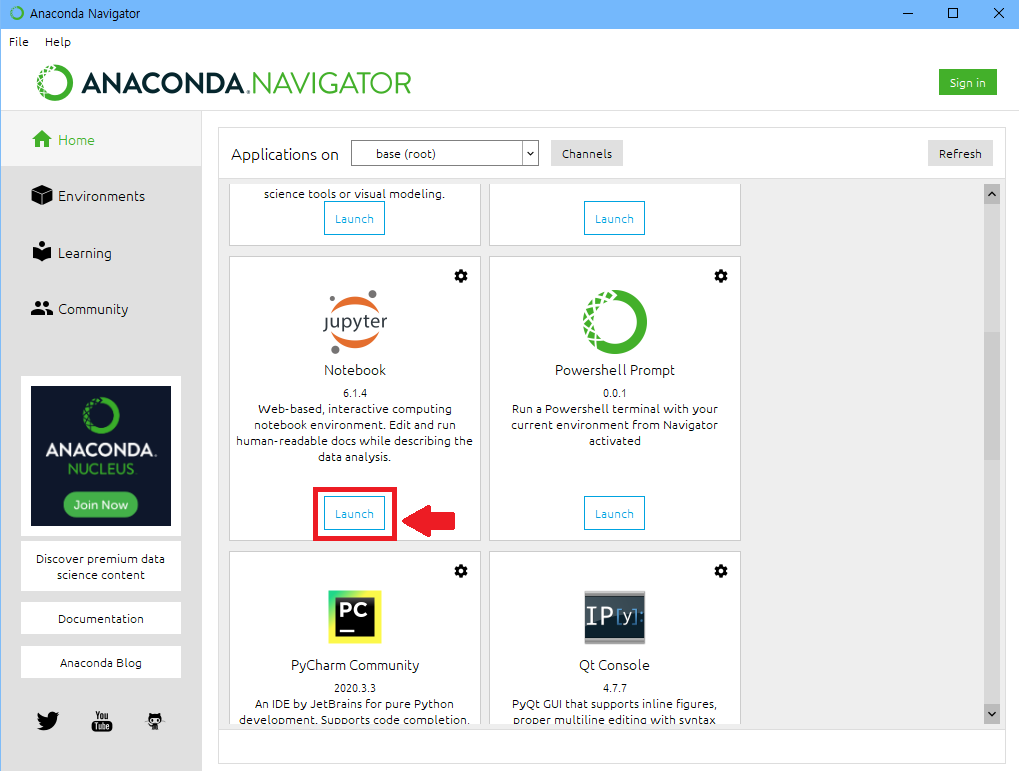 Anaconda Navigator
File Help
ANACONDA.NAVIGATOR
Sign in
Home
Environments
Learning
Community
ANACONDA.
NUCLEUS
Join Now
Discover premium data
science content
Documentation
Anaconda Blog
You
Tube
Applications on
base (root)
Channels
Refresh
science tools or visual modeling.
Launch
Launch
jupyter
Notebook
6.1.4
Web-based, interactive computing
notebook environment. Edit and run
human-readable docs while describing the
data analysis.
Launch
Powershell Prompt
0.0.1
Run a Powershell terminal with your
current environment from Navigator
activated
Launch
PC
PyCharm Community
2020.3.3
An IDE by JetBrains for pure Python
development. Supports code completion,
IP[y]:
Qt Console
4.7.7
PyQt GUI that supports inline figures,
proper multiline editing with syntax